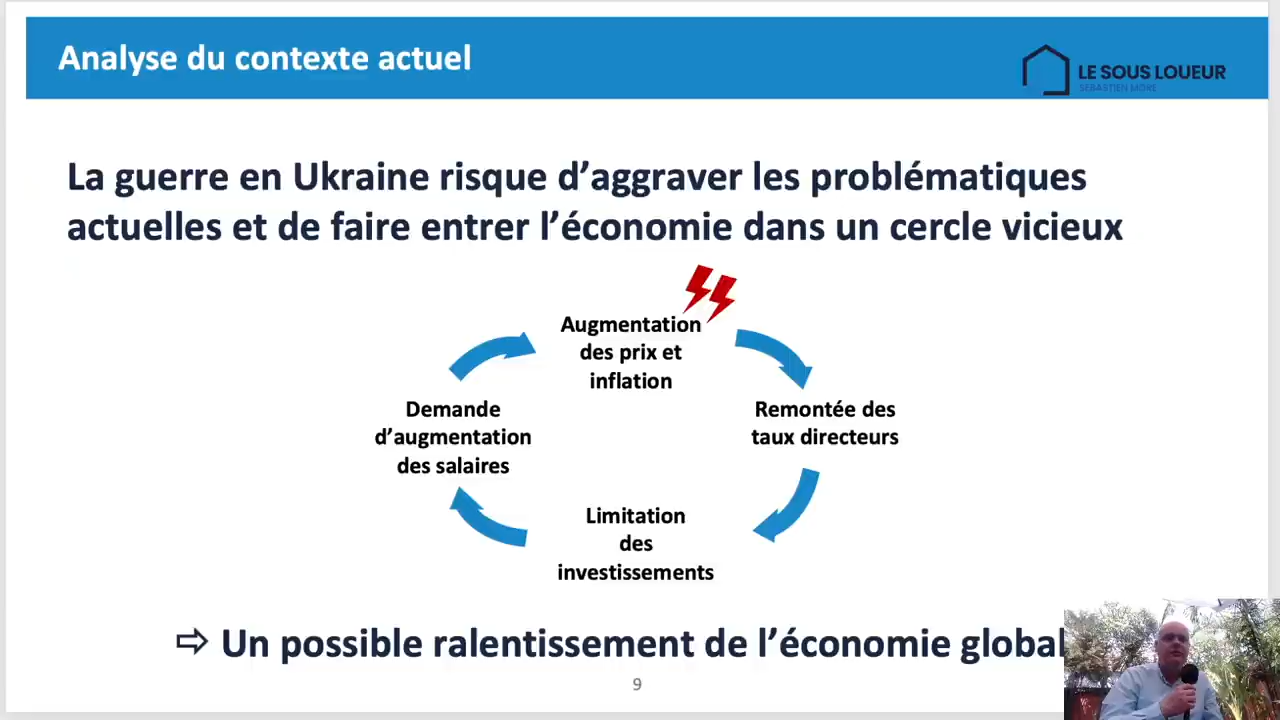 Analyse du contexte actuel
LE SOUS LOUEUR
SÉBASTIEN MORE
La guerre en Ukraine risque d’aggraver les problématiques
actuelles et de faire entrer l’économie dans un cercle vicieux
Augmentation
des prix et
inflation
Demande
d’augmentation
des salaires
Remontée des
taux directeurs
Limitation
des
investissements
⇨ Un possible ralentissement de l’économie global
9